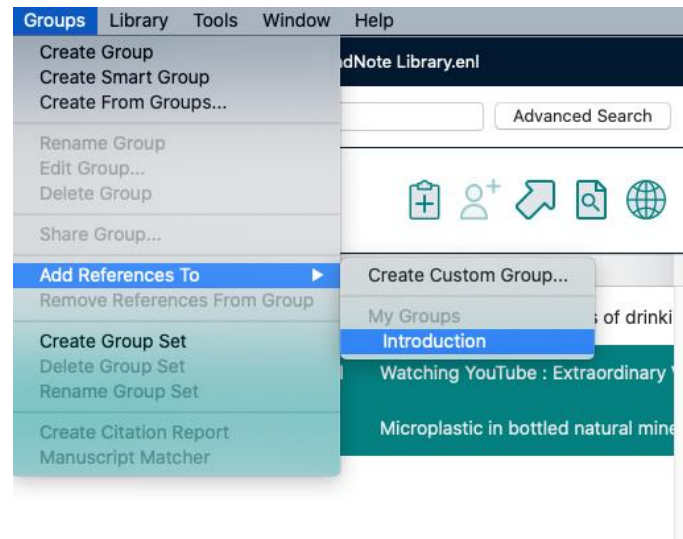 Groups Library Tools Window Help
Create Group
Create Smart Group
Create From Groups...
Rename Group
Edit Group...
Delete Group
Share Group...
Add References To
Remove References From Group
Create Group Set
Delete Group Set
Rename Group Set
Create Citation Report
Manuscript Matcher
dNote Library.enl
Advanced Search
Create Custom Group...
My Groups
Introduction
of drinki
Watching YouTube : Extraordinary
Microplastic in bottled natural mine